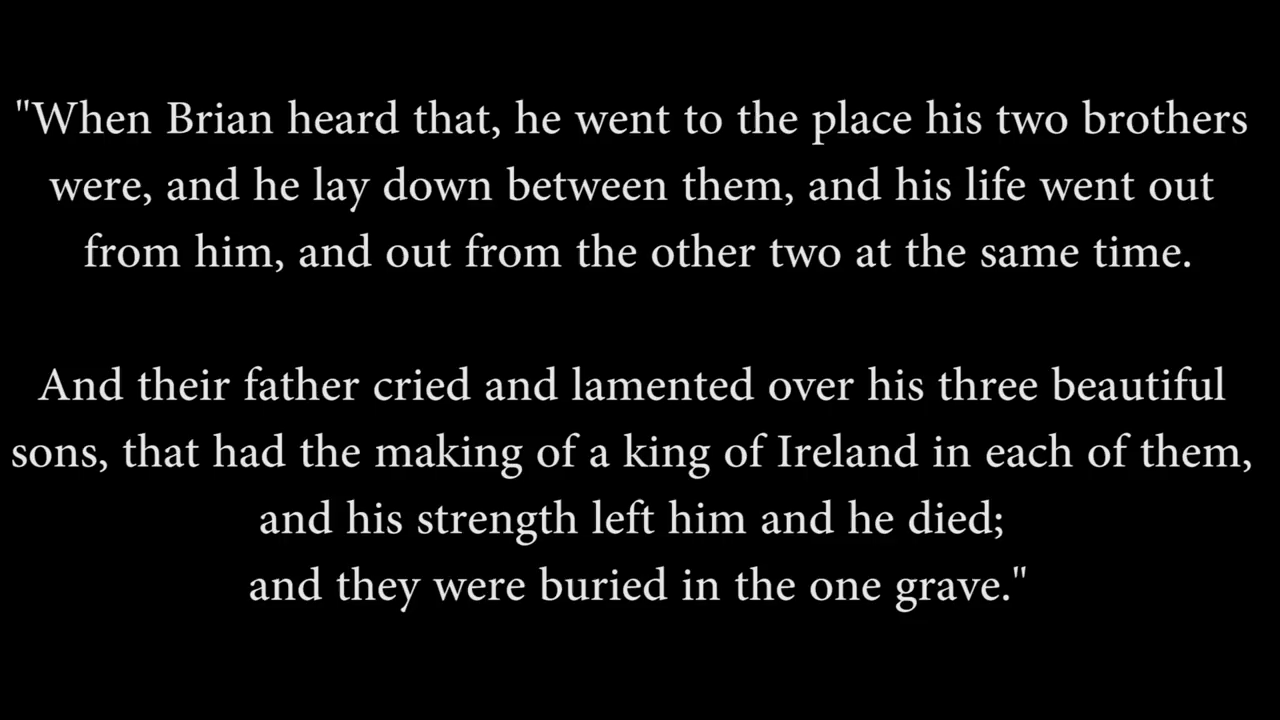 "When Brian heard that, he went to the place his two brothers
were, and he lay down between them, and his life went out
from him, and out from the other two at the same time.
And their father cried and lamented over his three beautiful
sons, that had the making of a king of Ireland in each of them,
and his strength left him and he died;
and they were buried in the one grave."